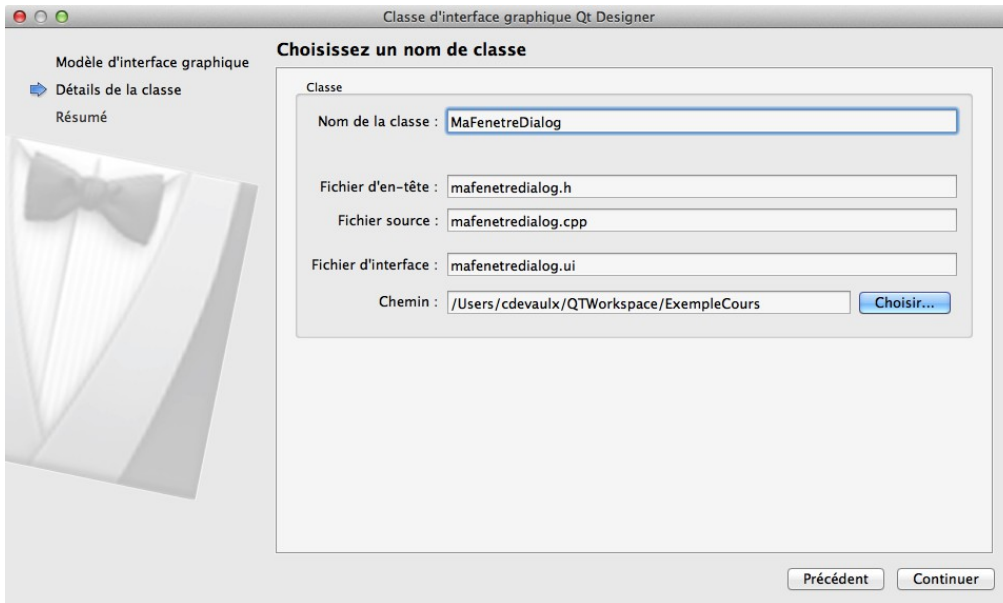 Classe d'interface graphique Qt Designer
Modèle d'interface graphique
Détails de la classe
Résumé
Choisissez un nom de classe
Classe
Nom de la classe : MaFenetreDialog
Fichier d'en-tête : mafenetredialog.h
Fichier source : mafenetredialog.cpp
Fichier d'interface : mafenetredialog.ui
Chemin : /Users/cdevaulx/QTWorkspace/ExempleCours Choisir...
Précédent Continuer